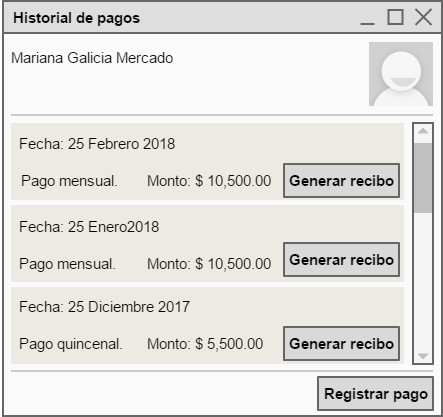 Historial de pagos
Mariana Galicia Mercado
Fecha: 25 Febrero 2018
Pago mensual. Monto: $ 10,500.00 Generar recibo
Fecha: 25 Enero2018
Pago mensual. Monto: $ 10,500.00 Generar recibo
Fecha: 25 Diciembre 2017
Pago quincenal. Monto: $ 5,500.00 Generar recibo
Registrar pago